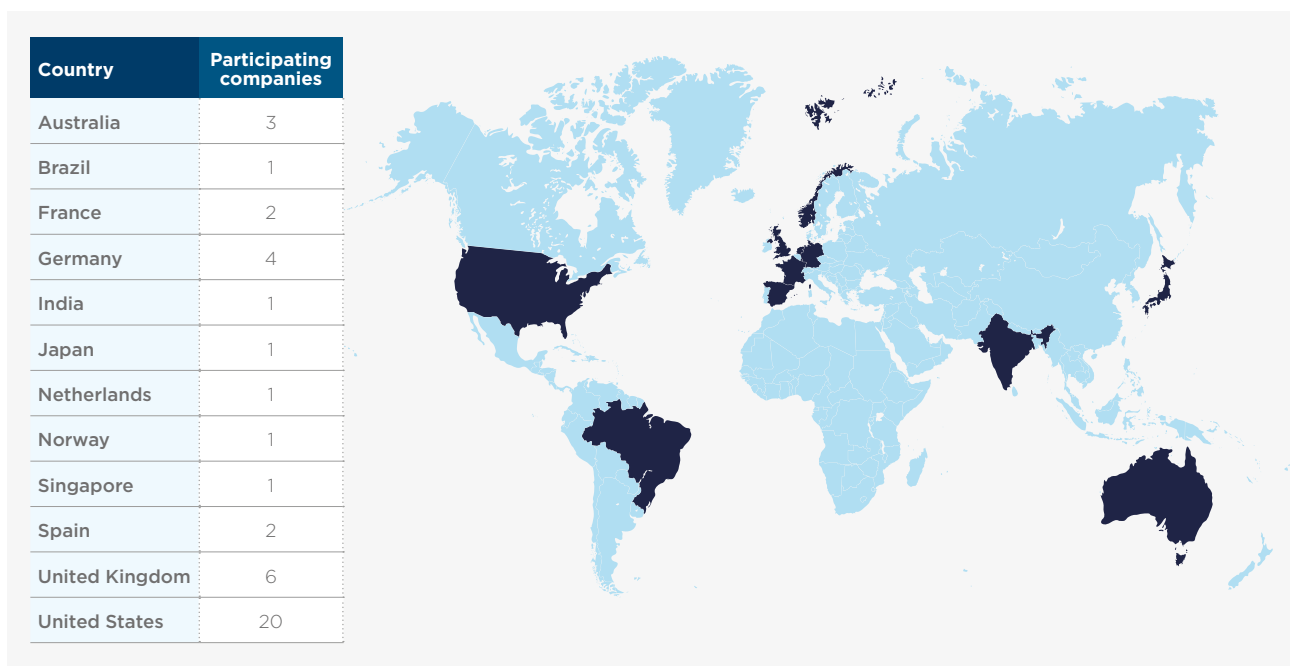 Country Participating companies
Australia 3
Brazil 1
France 2
Germany 4
India 1
Japan 1
Netherlands 1
Norway 1
Singapore 1
Spain 2
United Kingdom 6
United States 20